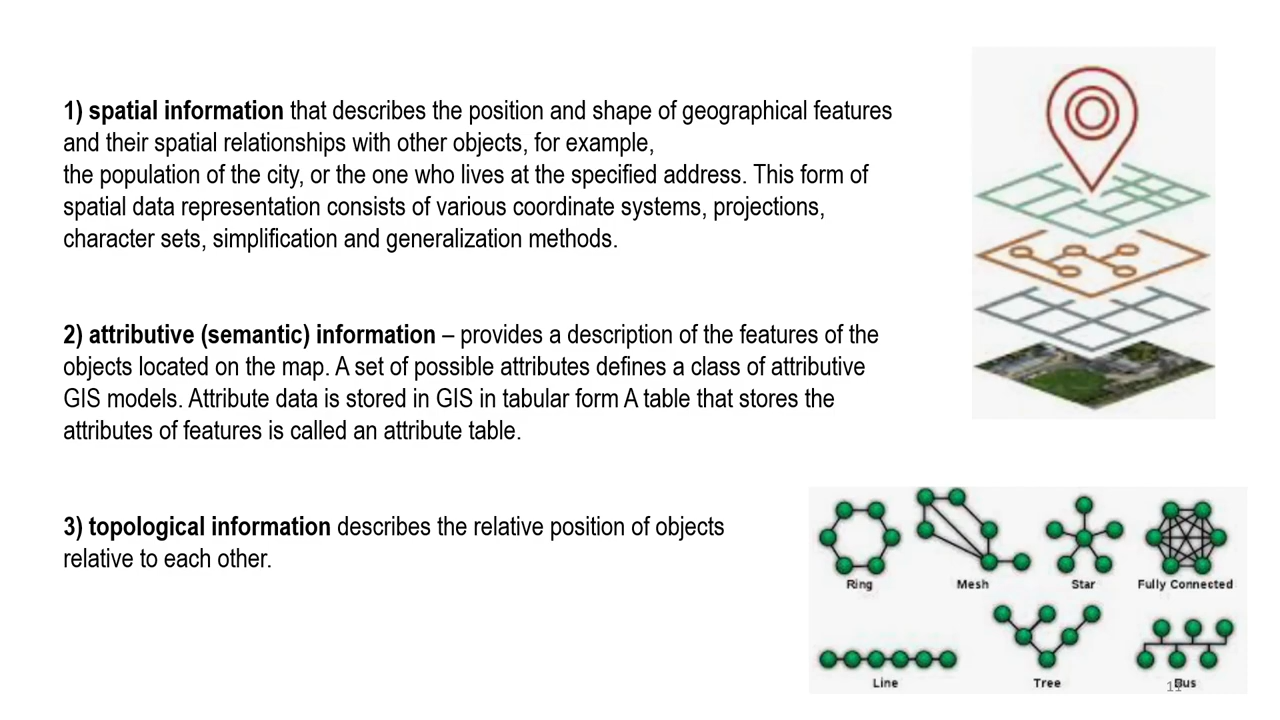 1) spatial information that describes the position and shape of geographical features
and their spatial relationships with other objects, for example,
the population of the city, or the one who lives at the specified address. This form of
spatial data representation consists of various coordinate systems, projections,
character sets, simplification and generalization methods.
2) attributive (semantic) information – provides a description of the features of the
objects located on the map. A set of possible attributes defines a class of attributive
GIS models. Attribute data is stored in GIS in tabular form A table that stores the
attributes of features is called an attribute table.
3) topological information describes the relative position of objects
relative to each other.
Ring Mesh Star Fully Connected
Line Tree Bus